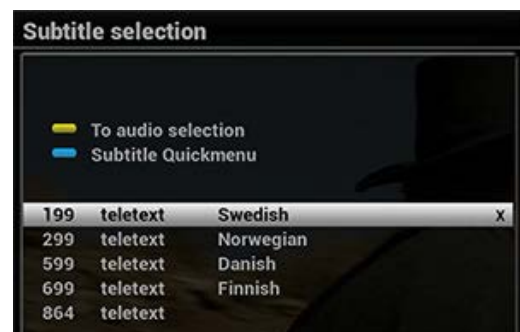 Subtitle selection
To audio selection
Subtitle Quickmenu
199 teletext Swedish X
299 teletext Norwegian
599 teletext Danish
699 teletext Finnish
864 teletext